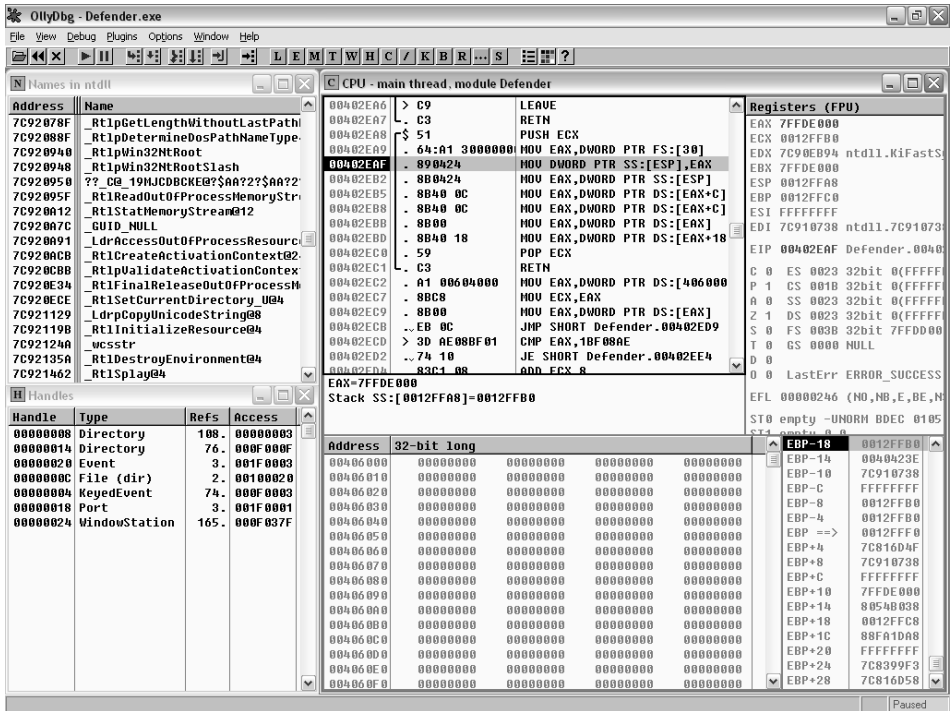 OllyDbg - Defender.exe
File View Debug Plugins Options Window Help
L E M T W H C / K B R ... S ?
N Names in ntdll
Address Name
7C92078F _RtlpGetLengthWithoutLastPath
7C92088F _RtlpDetermineDosPathNameType
7C920940 _RtlpWin32NtRoot
7C920948 _RtlpWin32NtRootSlash
7C920950 ??_C@_19MJCDBCKE@?$AA?2?$AA?2
7C92095F _RtlpReadOutOfProcessMemoryStr
7C920A12 _RtlStatMemoryStream@12
7C920A7C _GUID_NULL
7C920A91 _LdrAccessOutOfProcessResourc
7C920ACB _RtlCreateActivationContext@2
7C920CBB _RtlpValidateActivationContex
7C920E34 _RtlFinalReleaseOutOfProcessM
7C920ECE _RtlSetCurrentDirectory_U@4
7C921129 _LdrpCopyUnicodeString@8
7C92119B _RtlInitializeResource@4
7C92124A _wcsstr
7C92135A _RtlDestroyEnvironment@4
7C921462 _RtlSplay@4
H Handles
Handle Type Refs Access
00000008 Directory 108. 00000003
00000014 Directory 76. 000F000F
00000020 Event 3. 001F0003
0000000C File (dir) 2. 00100020
00000004 KeyedEvent 74. 000F0003
00000018 Port 3. 001F0001
00000024 WindowStation 165. 000F037F
C CPU - main thread, module Defender
00402EA6 > C9 LEAVE
00402EA7 . C3 RETN
00402EA8 $ 51 PUSH ECX
00402EA9 . 64:A1 3000000 MOV EAX,DWORD PTR FS:[30]
00402EAF . 890424 MOV DWORD PTR SS:[ESP],EAX
00402EB2 . 8B0424 MOV EAX,DWORD PTR SS:[ESP]
00402EB5 . 8B40 0C MOV EAX,DWORD PTR DS:[EAX+C]
00402EB8 . 8B40 0C MOV EAX,DWORD PTR DS:[EAX+C]
00402EBB . 8B00 MOV EAX,DWORD PTR DS:[EAX]
00402EBD . 8B40 18 MOV EAX,DWORD PTR DS:[EAX+18
00402EC0 . 59 POP ECX
00402EC1 . C3 RETN
00402EC2 . A1 00604000 MOV EAX,DWORD PTR DS:[406000
00402EC7 . 8BC8 MOV ECX,EAX
00402EC9 . 8B00 MOV EAX,DWORD PTR DS:[EAX]
00402ECB . EB 0C JMP SHORT Defender.00402ED9
00402ECD > 3D AE08BF01 CMP EAX,1BF08AE
00402ED2 . 74 10 JE SHORT Defender.00402EE4
00402ED4 . 83C1 08 ADD ECX,8
EAX=7FFDE000
Stack SS:[0012FFA8]=0012FFB0
Registers (FPU)
EAX 7FFDE000
ECX 0012FFB0
EDX 7C90EB94 ntdll.KiFastS
EBX 7FFDE000
ESP 0012FFA8
EBP 0012FFC0
ESI FFFFFFFF
EDI 7C910738 ntdll.7C91073
EIP 00402EAF Defender.0040
C 0 ES 0023 32bit 0(FFFFF
P 1 CS 001B 32bit 0(FFFFF
A 0 SS 0023 32bit 0(FFFFF
Z 1 DS 0023 32bit 0(FFFFF
S 0 FS 003B 32bit 7FFDD00
T 0 GS 0000 NULL
D 0
O 0 LastErr ERROR_SUCCESS
EFL 00000246 (NO,NB,E,BE,N
ST0 empty -UNORM BDEC 0105
ST1 empty 0.0
Address 32-bit long
00406000 00000000 00000000 00000000 00000000
00406010 00000000 00000000 00000000 00000000
00406020 00000000 00000000 00000000 00000000
00406030 00000000 00000000 00000000 00000000
00406040 00000000 00000000 00000000 00000000
00406050 00000000 00000000 00000000 00000000
00406060 00000000 00000000 00000000 00000000
00406070 00000000 00000000 00000000 00000000
00406080 00000000 00000000 00000000 00000000
00406090 00000000 00000000 00000000 00000000
004060A0 00000000 00000000 00000000 00000000
004060B0 00000000 00000000 00000000 00000000
004060C0 00000000 00000000 00000000 00000000
004060D0 00000000 00000000 00000000 00000000
004060E0 00000000 00000000 00000000 00000000
004060F0 00000000 00000000 00000000 00000000
EBP-18 0012FFB0
EBP-14 0040423E
EBP-10 7C910738
EBP-C FFFFFFFF
EBP-8 0012FFB0
EBP-4 0012FFB0
EBP ==> 0012FFF0
EBP+4 7C816D4F
EBP+8 7C910738
EBP+C FFFFFFFF
EBP+10 7FFDE000
EBP+14 8054B038
EBP+18 0012FFC8
EBP+1C 88FA1DA8
EBP+20 FFFFFFFF
EBP+24 7C8399F3
EBP+28 7C816D58
Paused